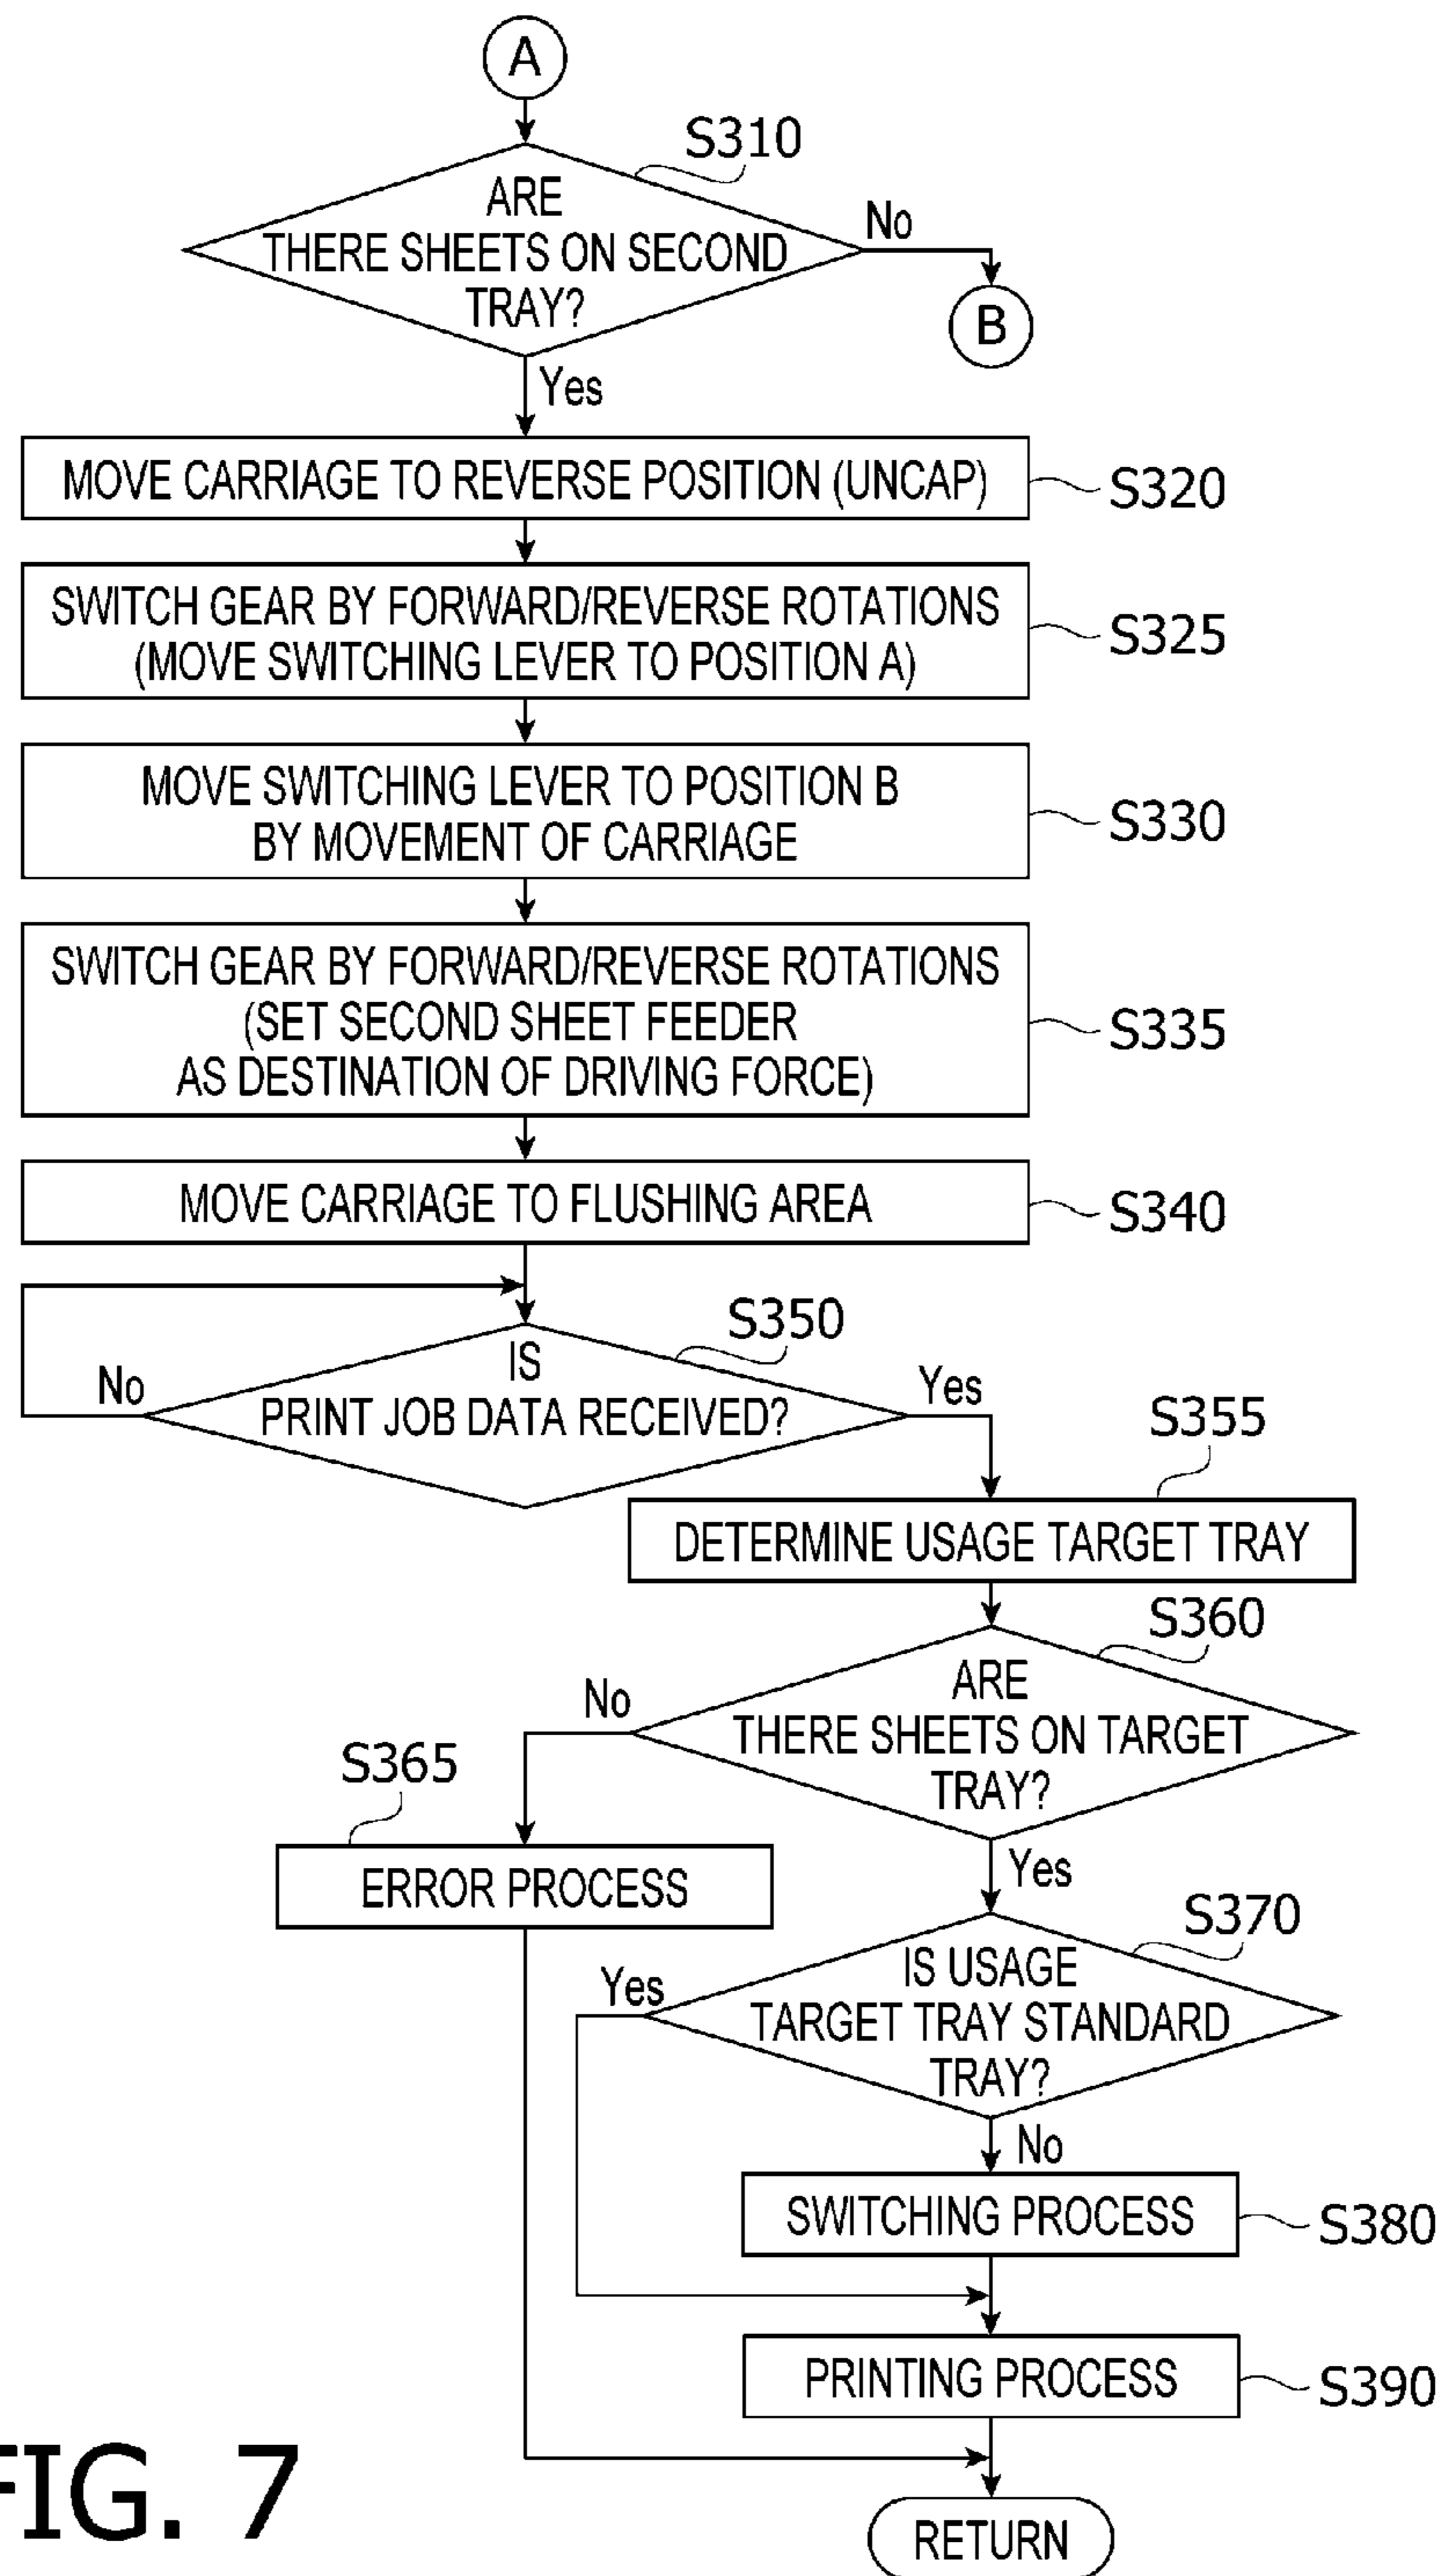 A
S310
ARE
THERE SHEETS ON SECOND
TRAY?
No
B
Yes
MOVE CARRIAGE TO REVERSE POSITION (UNCAP)
S320
SWITCH GEAR BY FORWARD/REVERSE ROTATIONS
(MOVE SWITCHING LEVER TO POSITION A)
S325
MOVE SWITCHING LEVER TO POSITION B
BY MOVEMENT OF CARRIAGE
S330
SWITCH GEAR BY FORWARD/REVERSE ROTATIONS
(SET SECOND SHEET FEEDER
AS DESTINATION OF DRIVING FORCE)
S335
MOVE CARRIAGE TO FLUSHING AREA
S340
S350
IS
PRINT JOB DATA RECEIVED?
No
Yes
S355
DETERMINE USAGE TARGET TRAY
S360
ARE
THERE SHEETS ON TARGET
TRAY?
No
S365
ERROR PROCESS
Yes
S370
IS USAGE
TARGET TRAY STANDARD
TRAY?
Yes
No
SWITCHING PROCESS
S380
PRINTING PROCESS
S390
RETURN
FIG. 7